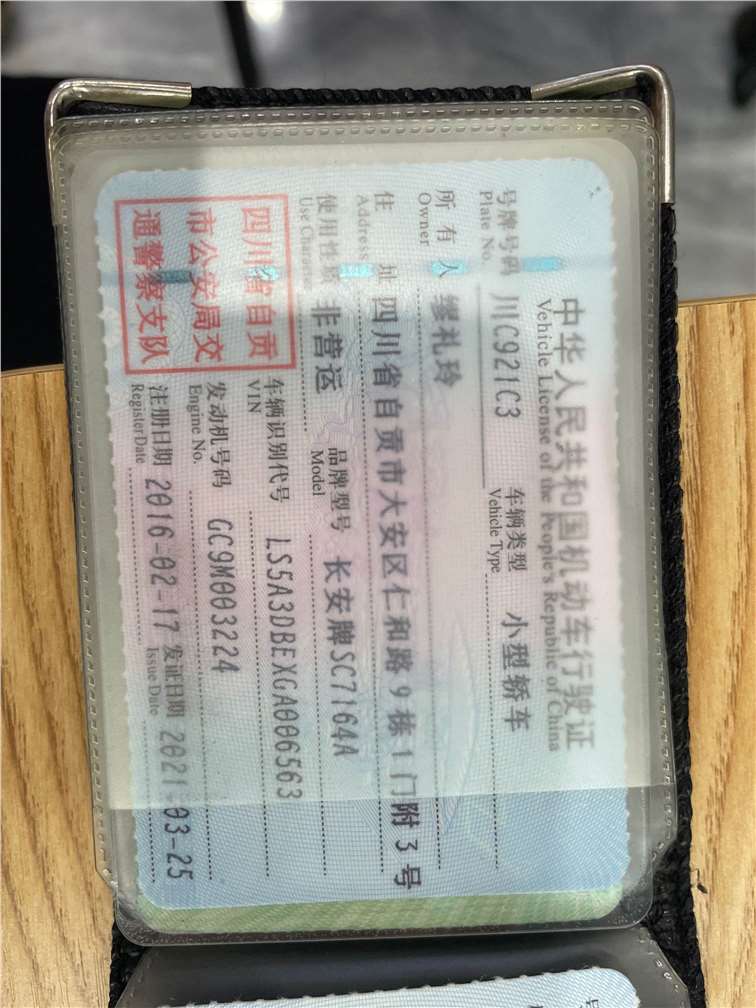 中华人民共和国机动车行驶证
Vehicle License of the People's Republic of China
号牌号码 川C921C3 车辆类型 小型轿车
Plate No. Vehicle Type
所有人 缪礼玲
Owner
住址 四川省自贡市大安区仁和路9栋1门附3号
Address
使用性质 非营运 品牌型号 长安牌SC7164A
Use Character Model
四川省自贡
市公安局交
通警察支队
车辆识别代号 LS5A3DBEXGA006563
VIN
发动机号码 GC9M003224
Engine No.
注册日期 2016-02-17 发证日期 2021-03-25
Register Date Issue Date